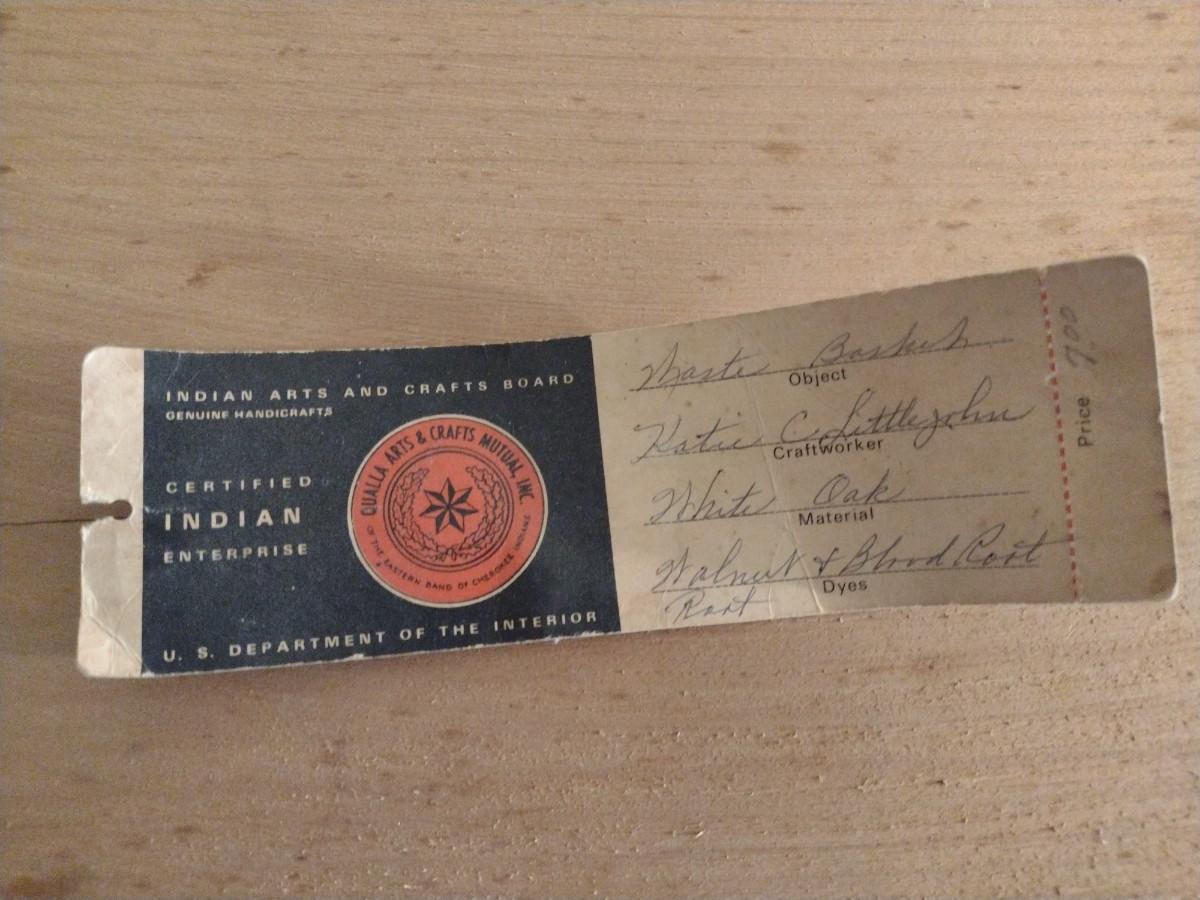 INDIAN ARTS AND CRAFTS BOARD
GENUINE HANDICRAFTS
CERTIFIED
INDIAN
ENTERPRISE
QUALLA ARTS & CRAFTS MUTUAL, INC
OF THE EASTERN BAND OF CHEROKEE INDIANS
U. S. DEPARTMENT OF THE INTERIOR
Waste Basket
Object
Katie C. Littlejohn
Craftworker
White Oak
Material
Walnut & Blood Root
Root
Dyes
Price 7.00